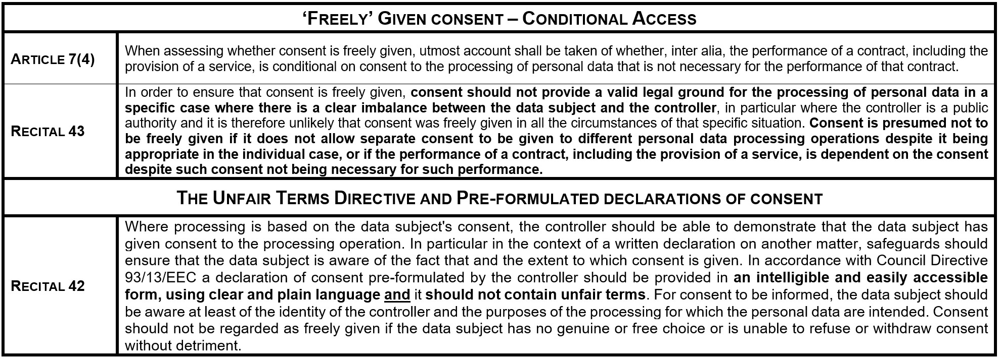 ‘FREELY’ GIVEN CONSENT – CONDITIONAL ACCESS
ARTICLE 7(4)
When assessing whether consent is freely given, utmost account shall be taken of whether, inter alia, the performance of a contract, including the
provision of a service, is conditional on consent to the processing of personal data that is not necessary for the performance of that contract.
RECITAL 43
In order to ensure that consent is freely given, consent should not provide a valid legal ground for the processing of personal data in a
specific case where there is a clear imbalance between the data subject and the controller, in particular where the controller is a public
authority and it is therefore unlikely that consent was freely given in all the circumstances of that specific situation. Consent is presumed not to
be freely given if it does not allow separate consent to be given to different personal data processing operations despite it being
appropriate in the individual case, or if the performance of a contract, including the provision of a service, is dependent on the consent
despite such consent not being necessary for such performance.
THE UNFAIR TERMS DIRECTIVE AND PRE-FORMULATED DECLARATIONS OF CONSENT
RECITAL 42
Where processing is based on the data subject's consent, the controller should be able to demonstrate that the data subject has
given consent to the processing operation. In particular in the context of a written declaration on another matter, safeguards should
ensure that the data subject is aware of the fact that and the extent to which consent is given. In accordance with Council Directive
93/13/EEC a declaration of consent pre-formulated by the controller should be provided in an intelligible and easily accessible
form, using clear and plain language and it should not contain unfair terms. For consent to be informed, the data subject should
be aware at least of the identity of the controller and the purposes of the processing for which the personal data are intended. Consent
should not be regarded as freely given if the data subject has no genuine or free choice or is unable to refuse or withdraw consent
without detriment.